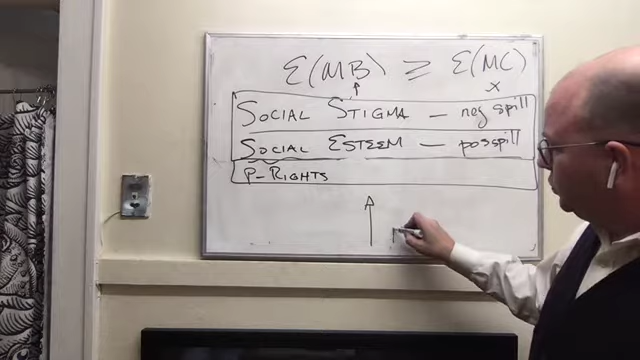 Ɛ(MB) ≥ Ɛ(MC)
x
SOCIAL STIGMA – neg spill
SOCIAL ESTEEM – pos spill
P-RIGHTS